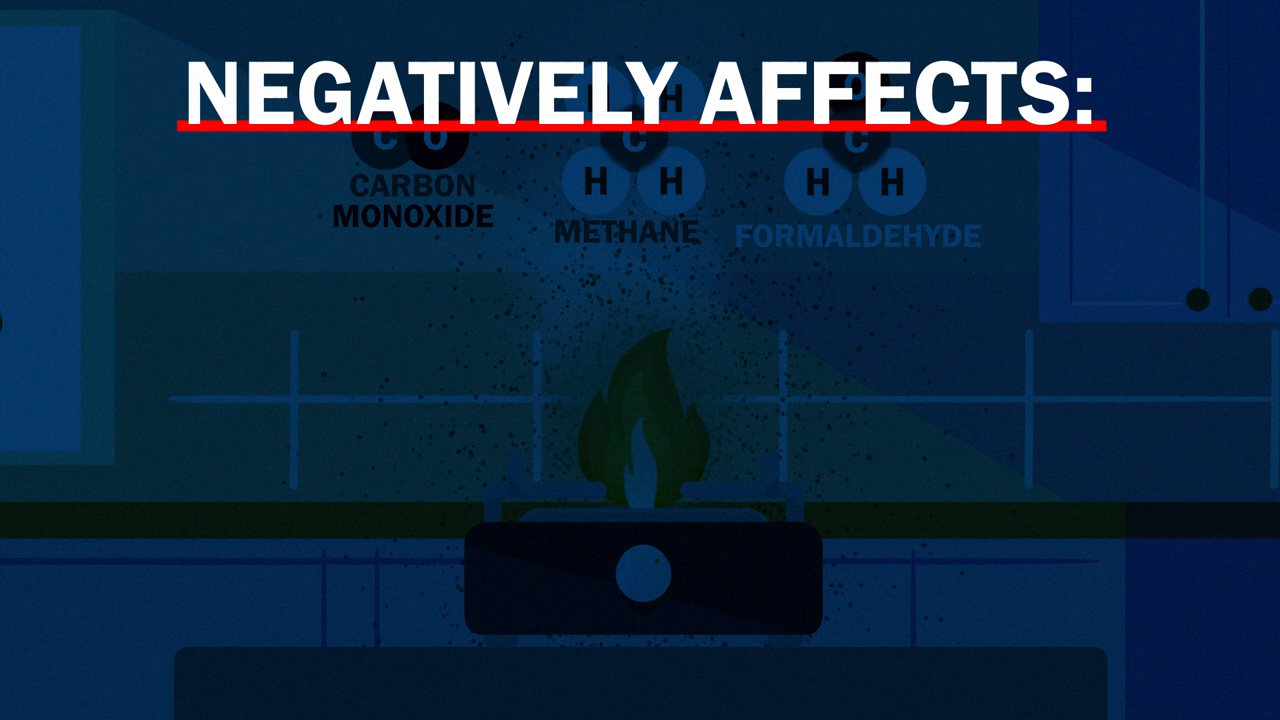 NEGATIVELY AFFECTS:
H H O
C O C C
H H H H
CARBON
MONOXIDE
METHANE
FORMALDEHYDE